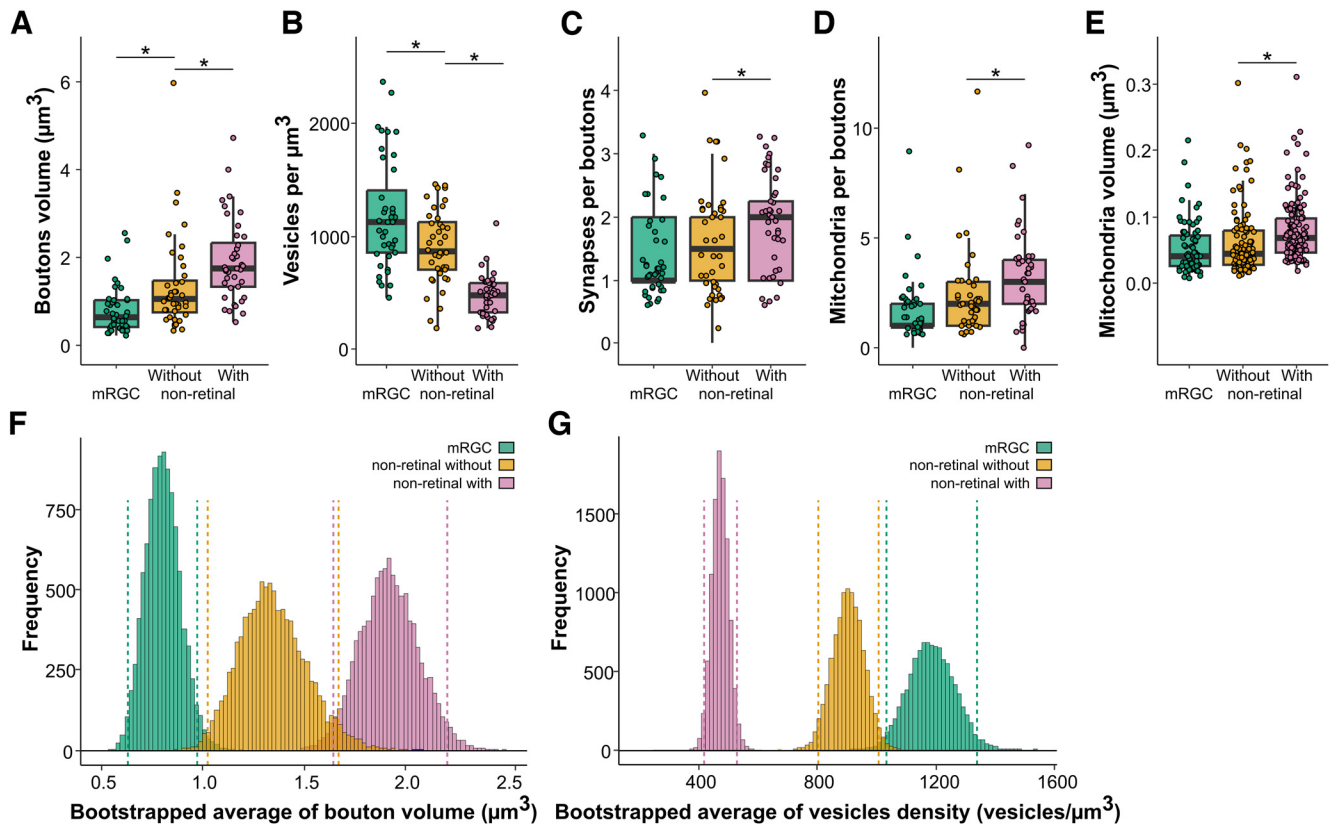 A
B
C
D
E
*
*
*
*
*
*
*
Boutons volume (µm³)
6
4
2
0
Without
With
mRGC
non-retinal
Vesicles per µm³
2000
1000
0
Without
With
mRGC
non-retinal
Synapses per boutons
4
3
2
1
0
Without
With
mRGC
non-retinal
Mitchondria per boutons
10
5
0
Without
With
mRGC
non-retinal
Mitochondria volume (µm³)
0.3
0.2
0.1
0.0
Without
With
mRGC
non-retinal
F
mRGC
non-retinal without
non-retinal with
Frequency
750
500
250
0
0.5
1.0
1.5
2.0
2.5
Bootstrapped average of bouton volume (µm³)
G
mRGC
non-retinal without
non-retinal with
Frequency
1500
1000
500
0
400
800
1200
1600
Bootstrapped average of vesicles density (vesicles/µm³)